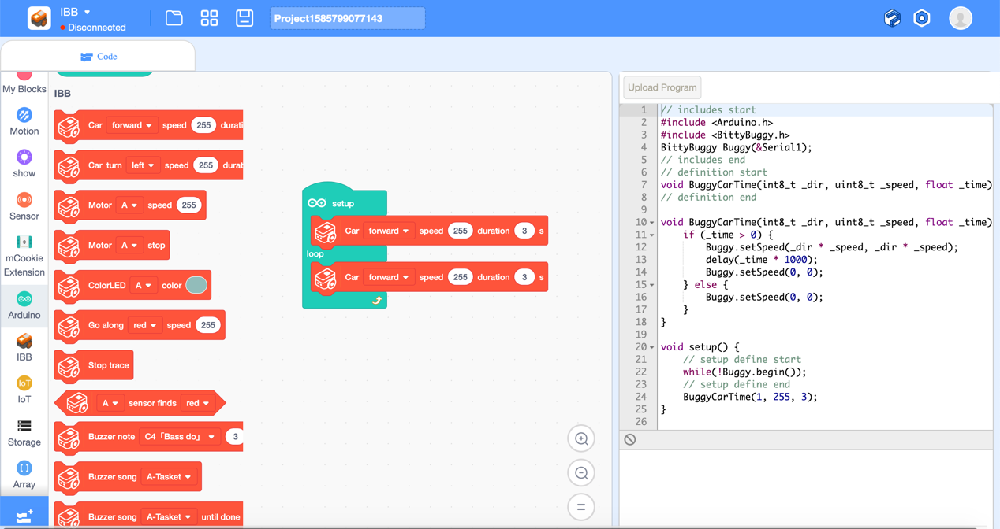 IBB
Disconnected
Project1585799077143
Code
My Blocks
Motion
show
Sensor
mCookie
Extension
Arduino
IBB
IoT
IoT
Storage
Array
IBB
Car forward speed 255 durati
Car turn left speed 255 durat
Motor A speed 255
Motor A stop
ColorLED A color
Go along red speed 255
Stop trace
A sensor finds red
Buzzer note C4「Bass do」 3
Buzzer song A-Tasket
Buzzer song A-Tasket until done
setup
Car forward speed 255 duration 3 s
loop
Car forward speed 255 duration 3 s
Upload Program
1 // includes start
2 #include <Arduino.h>
3 #include <BittyBuggy.h>
4 BittyBuggy Buggy(&Serial1);
5 // includes end
6 // definition start
7 void BuggyCarTime(int8_t _dir, uint8_t _speed, float _time)
8 // definition end
9
10 void BuggyCarTime(int8_t _dir, uint8_t _speed, float _time)
11     if (_time > 0) {
12         Buggy.setSpeed(_dir * _speed, _dir * _speed);
13         delay(_time * 1000);
14         Buggy.setSpeed(0, 0);
15     } else {
16         Buggy.setSpeed(0, 0);
17     }
18 }
19
20 void setup() {
21     // setup define start
22     while(!Buggy.begin());
23     // setup define end
24     BuggyCarTime(1, 255, 3);
25 }
26